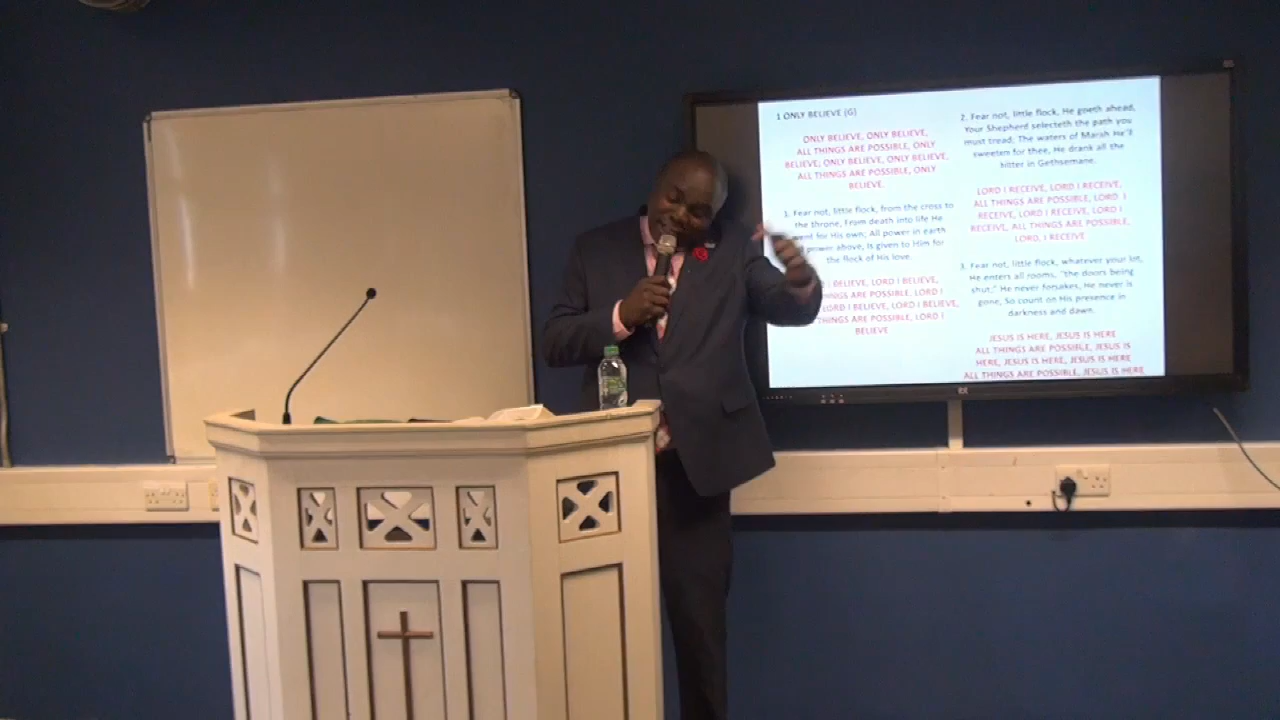 1 ONLY BELIEVE (G)
ONLY BELIEVE, ONLY BELIEVE,
ALL THINGS ARE POSSIBLE, ONLY
BELIEVE; ONLY BELIEVE, ONLY BELIEVE,
ALL THINGS ARE POSSIBLE, ONLY
BELIEVE.
1. Fear not, little flock, from the cross to
the throne, From death into life He
for His own; All power in earth
power above, Is given to Him for
the flock of His love.
I BELIEVE, LORD I BELIEVE,
ARE POSSIBLE, LORD I
LORD I BELIEVE, LORD I BELIEVE,
THINGS ARE POSSIBLE, LORD I
BELIEVE
2. Fear not, little flock, He goeth ahead,
Your Shepherd selecteth the path you
must tread; The waters of Marah He'll
sweeten for thee, He drank all the
bitter in Gethsemane.
LORD I RECEIVE, LORD I RECEIVE,
ALL THINGS ARE POSSIBLE, LORD I
RECEIVE, LORD I RECEIVE, LORD I
RECEIVE, ALL THINGS ARE POSSIBLE,
LORD, I RECEIVE
3. Fear not, little flock, whatever your lot,
He enters all rooms, "the doors being
shut;" He never forsakes, He never is
gone, So count on His presence in
darkness and dawn.
JESUS IS HERE, JESUS IS HERE
ALL THINGS ARE POSSIBLE, JESUS IS
HERE, JESUS IS HERE, JESUS IS HERE
ALL THINGS ARE POSSIBLE, JESUS IS HERE